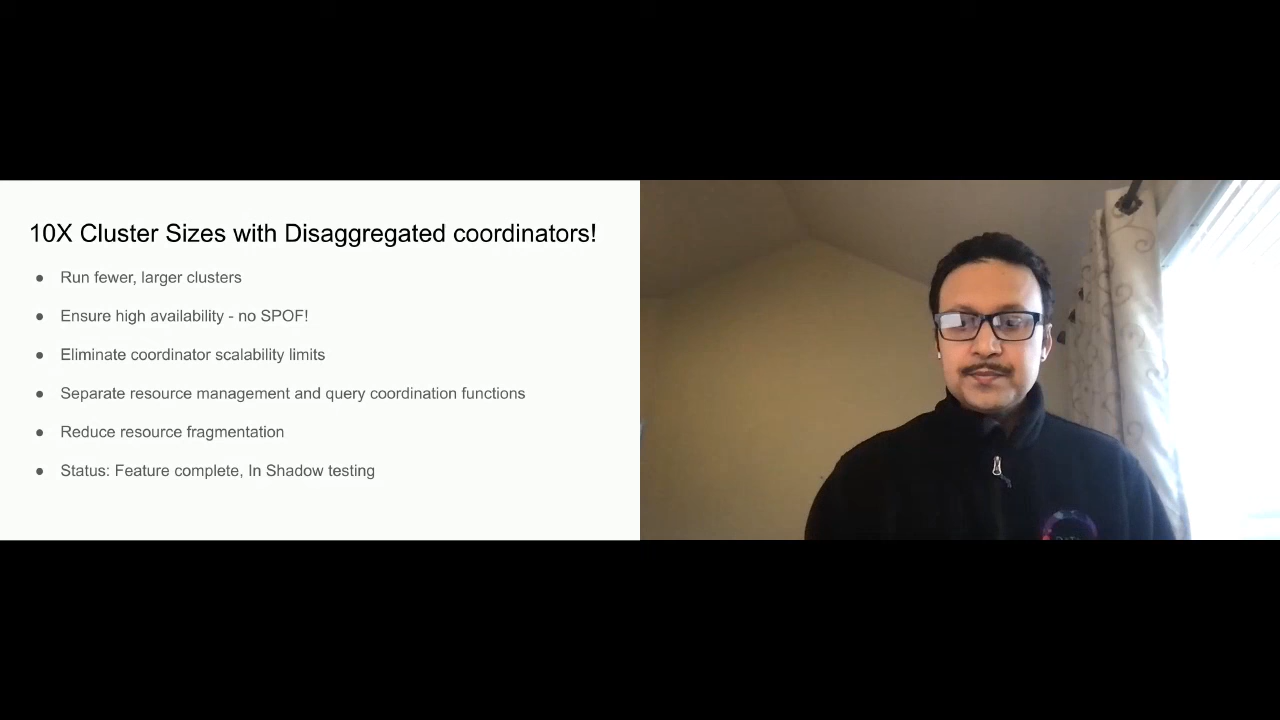 10X Cluster Sizes with Disaggregated coordinators!
● Run fewer, larger clusters
● Ensure high availability - no SPOF!
● Eliminate coordinator scalability limits
● Separate resource management and query coordination functions
● Reduce resource fragmentation
● Status: Feature complete, In Shadow testing